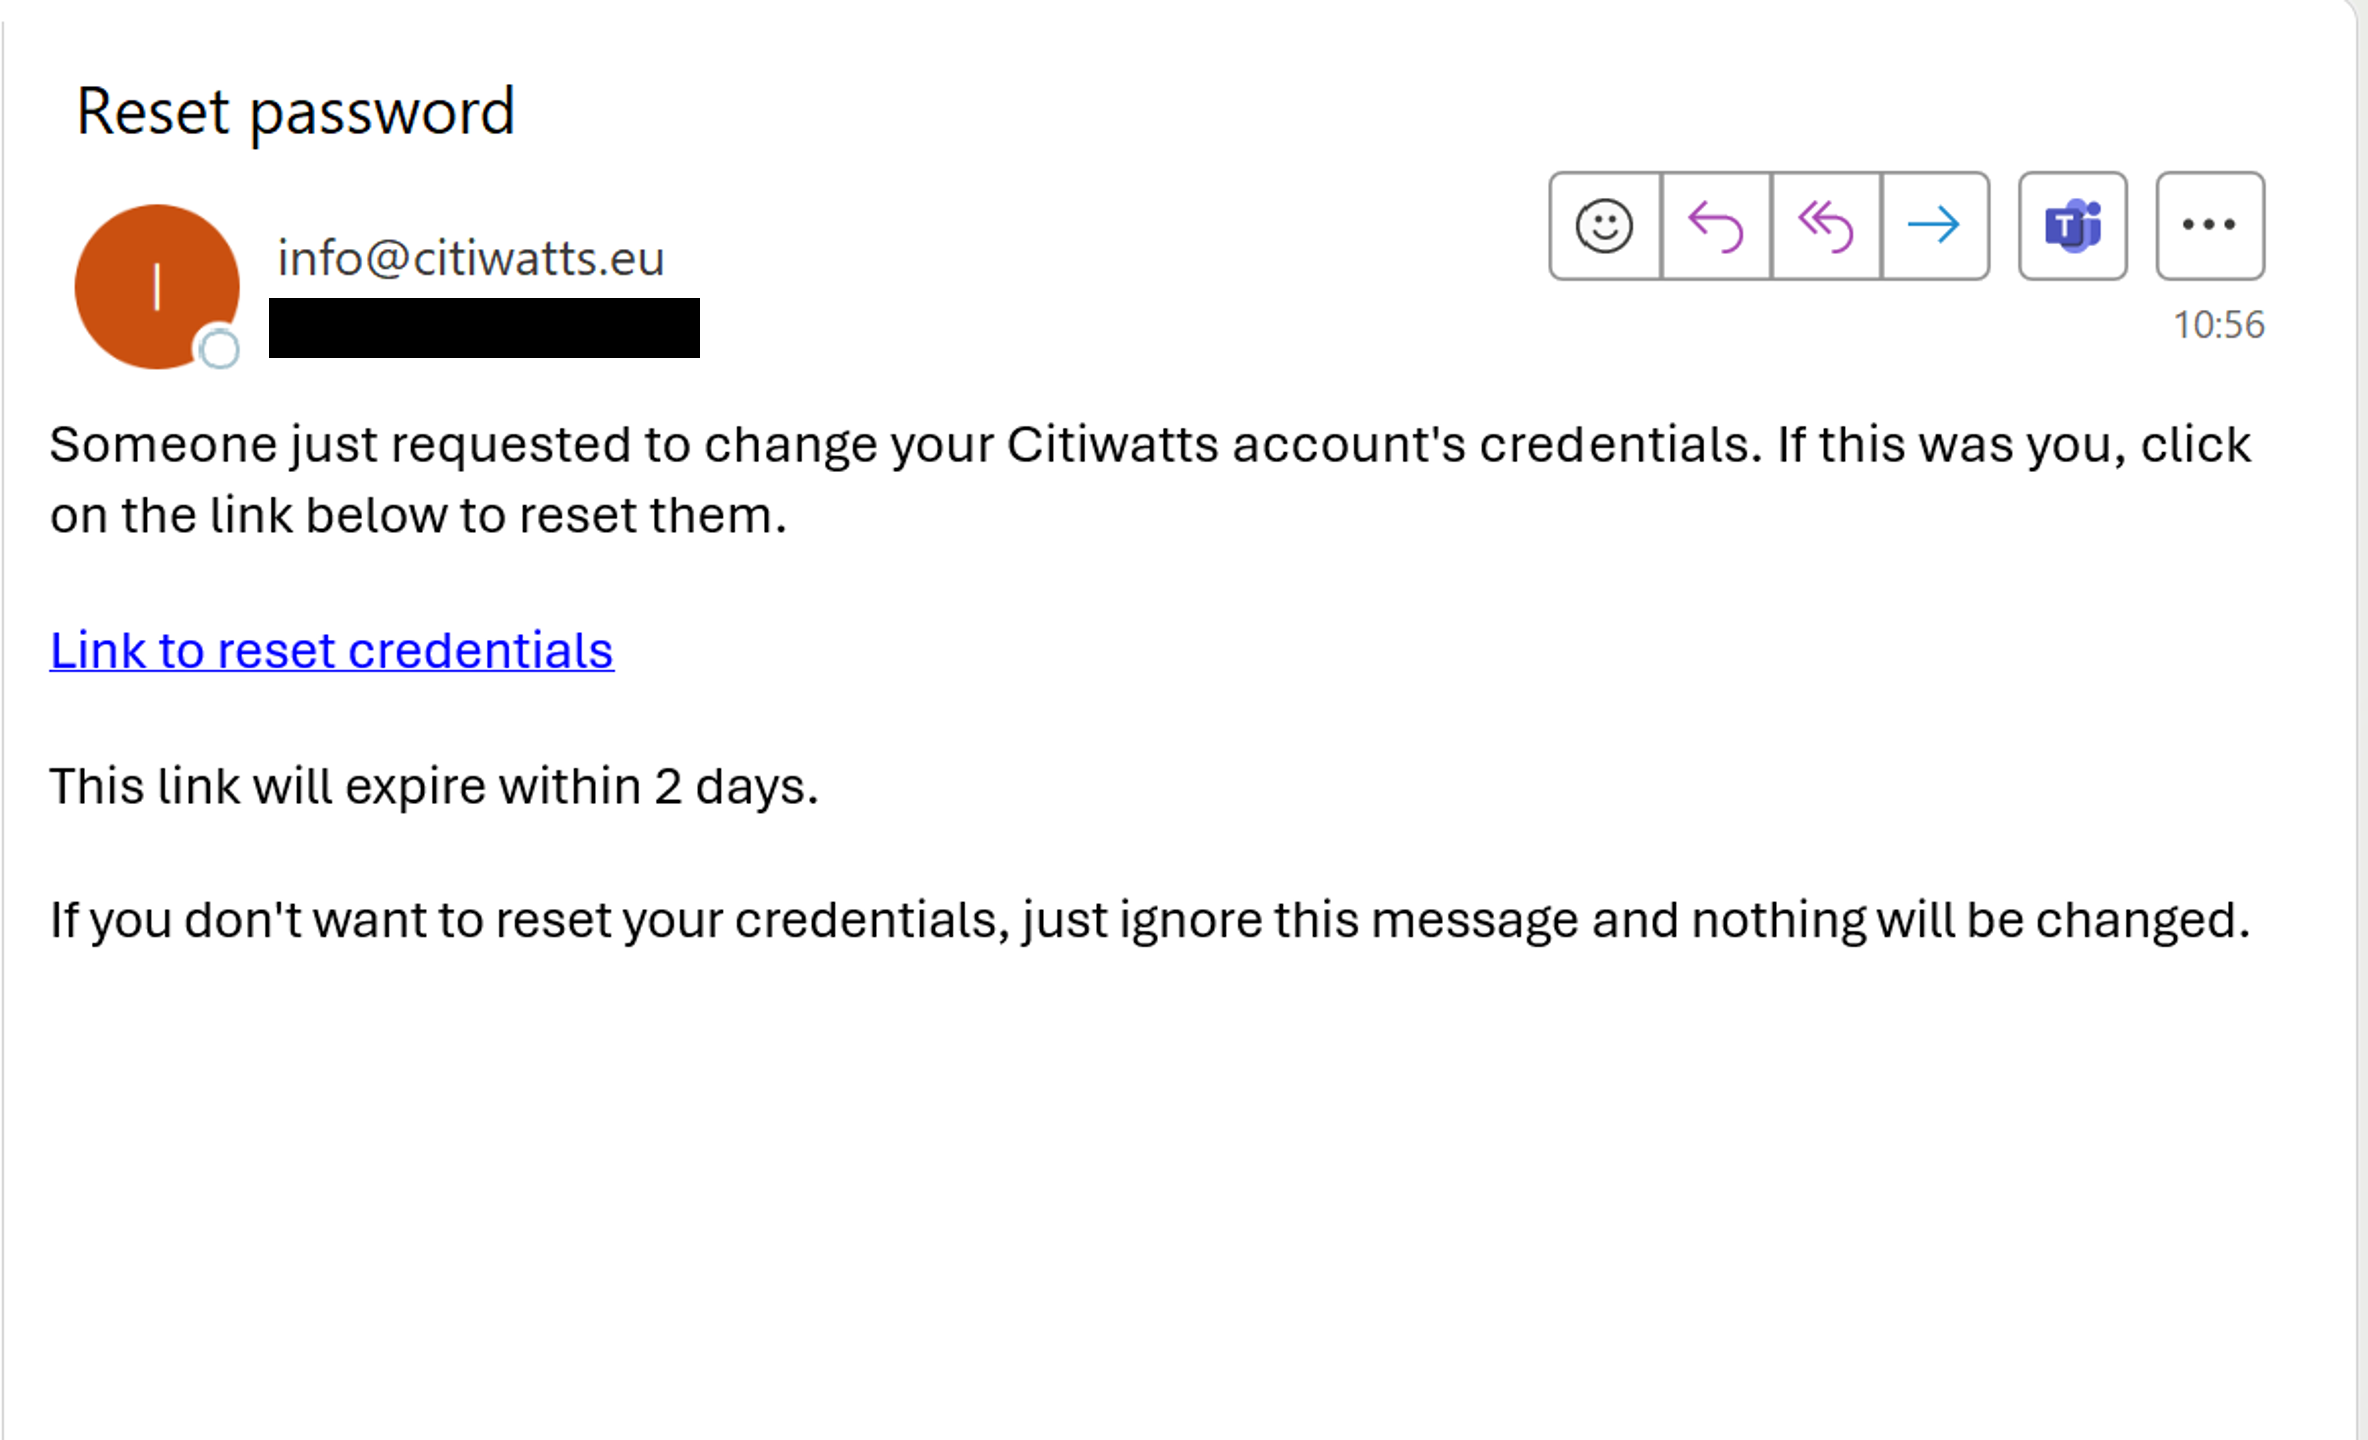 Reset password
I
info@citiwatts.eu
T
10:56
Someone just requested to change your Citiwatts account's credentials. If this was you, click
on the link below to reset them.
Link to reset credentials
This link will expire within 2 days.
If you don't want to reset your credentials, just ignore this message and nothing will be changed.